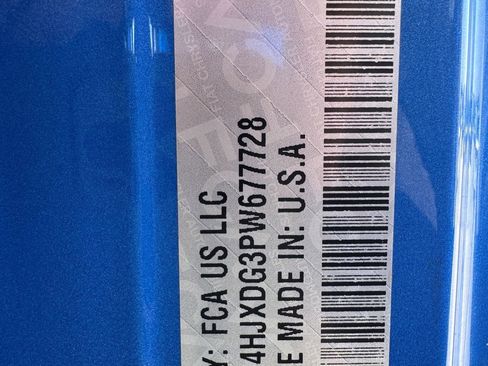 Y: FCA US LLC
4HJXDG3PW677728
E MADE IN: U.S.A.